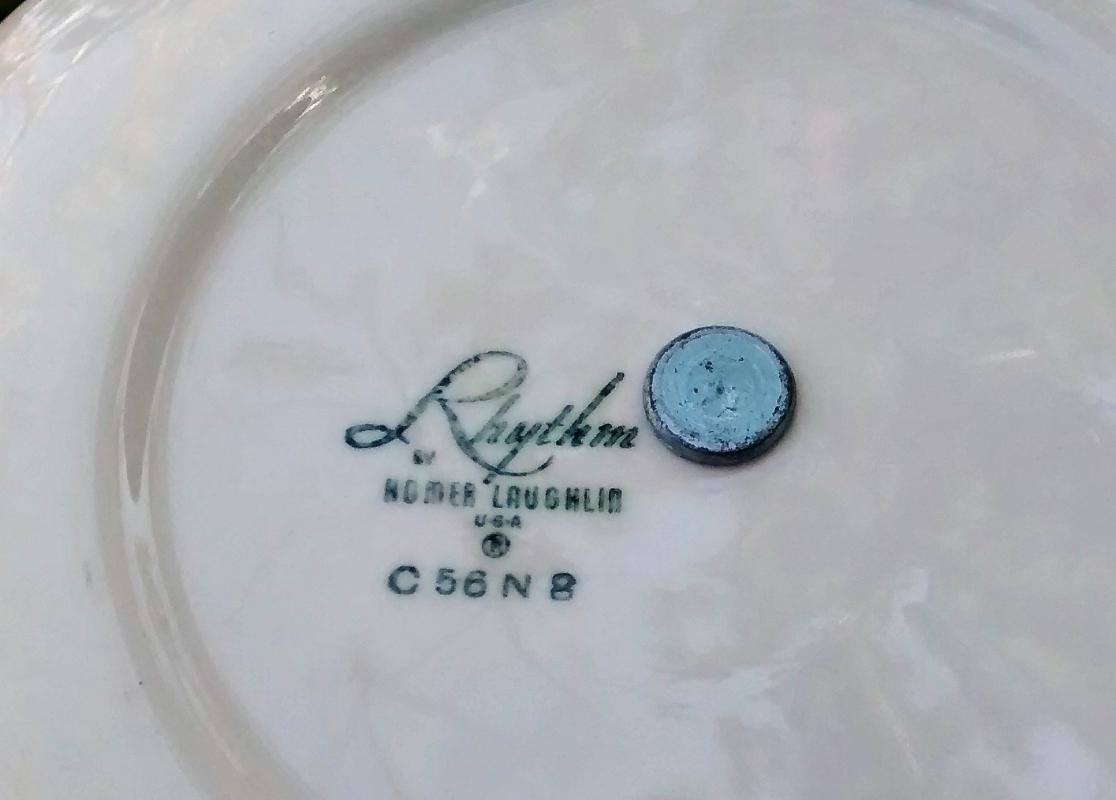 Rhythm
BY
HOMER LAUGHLIN
U·S·A
®
C 56 N 8